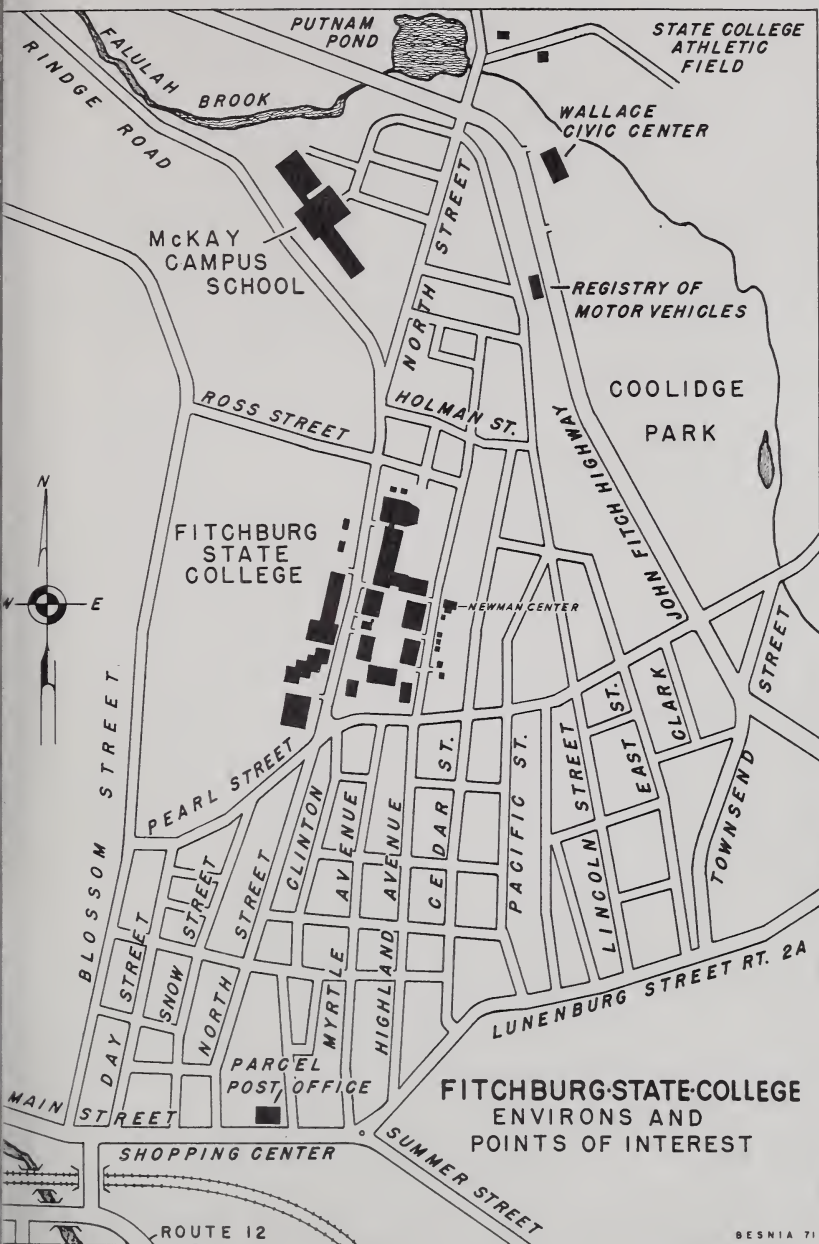 PUTNAM
POND
STATE COLLEGE
ATHLETIC
FIELD
FALULAH
BROOK
RINDGE ROAD
WALLACE
CIVIC CENTER
McKAY
CAMPUS
SCHOOL
NORTH STREET
REGISTRY OF
MOTOR VEHICLES
COOLIDGE
PARK
ROSS STREET
HOLMAN ST.
JOHN FITCH HIGHWAY
N
W
E
FITCHBURG
STATE
COLLEGE
NEWMAN CENTER
BLOSSOM STREET
PEARL STREET
DAY STREET
SNOW STREET
NORTH STREET
CLINTON
MYRTLE AVENUE
HIGHLAND AVENUE
CEDAR ST.
PACIFIC ST.
LINCOLN STREET
EAST ST.
CLARK
TOWNSEND STREET
LUNENBURG STREET RT. 2A
PARCEL
POST OFFICE
MAIN STREET
SHOPPING CENTER
SUMMER STREET
ROUTE 12
FITCHBURG·STATE·COLLEGE
ENVIRONS AND
POINTS OF INTEREST
BESNIA 71